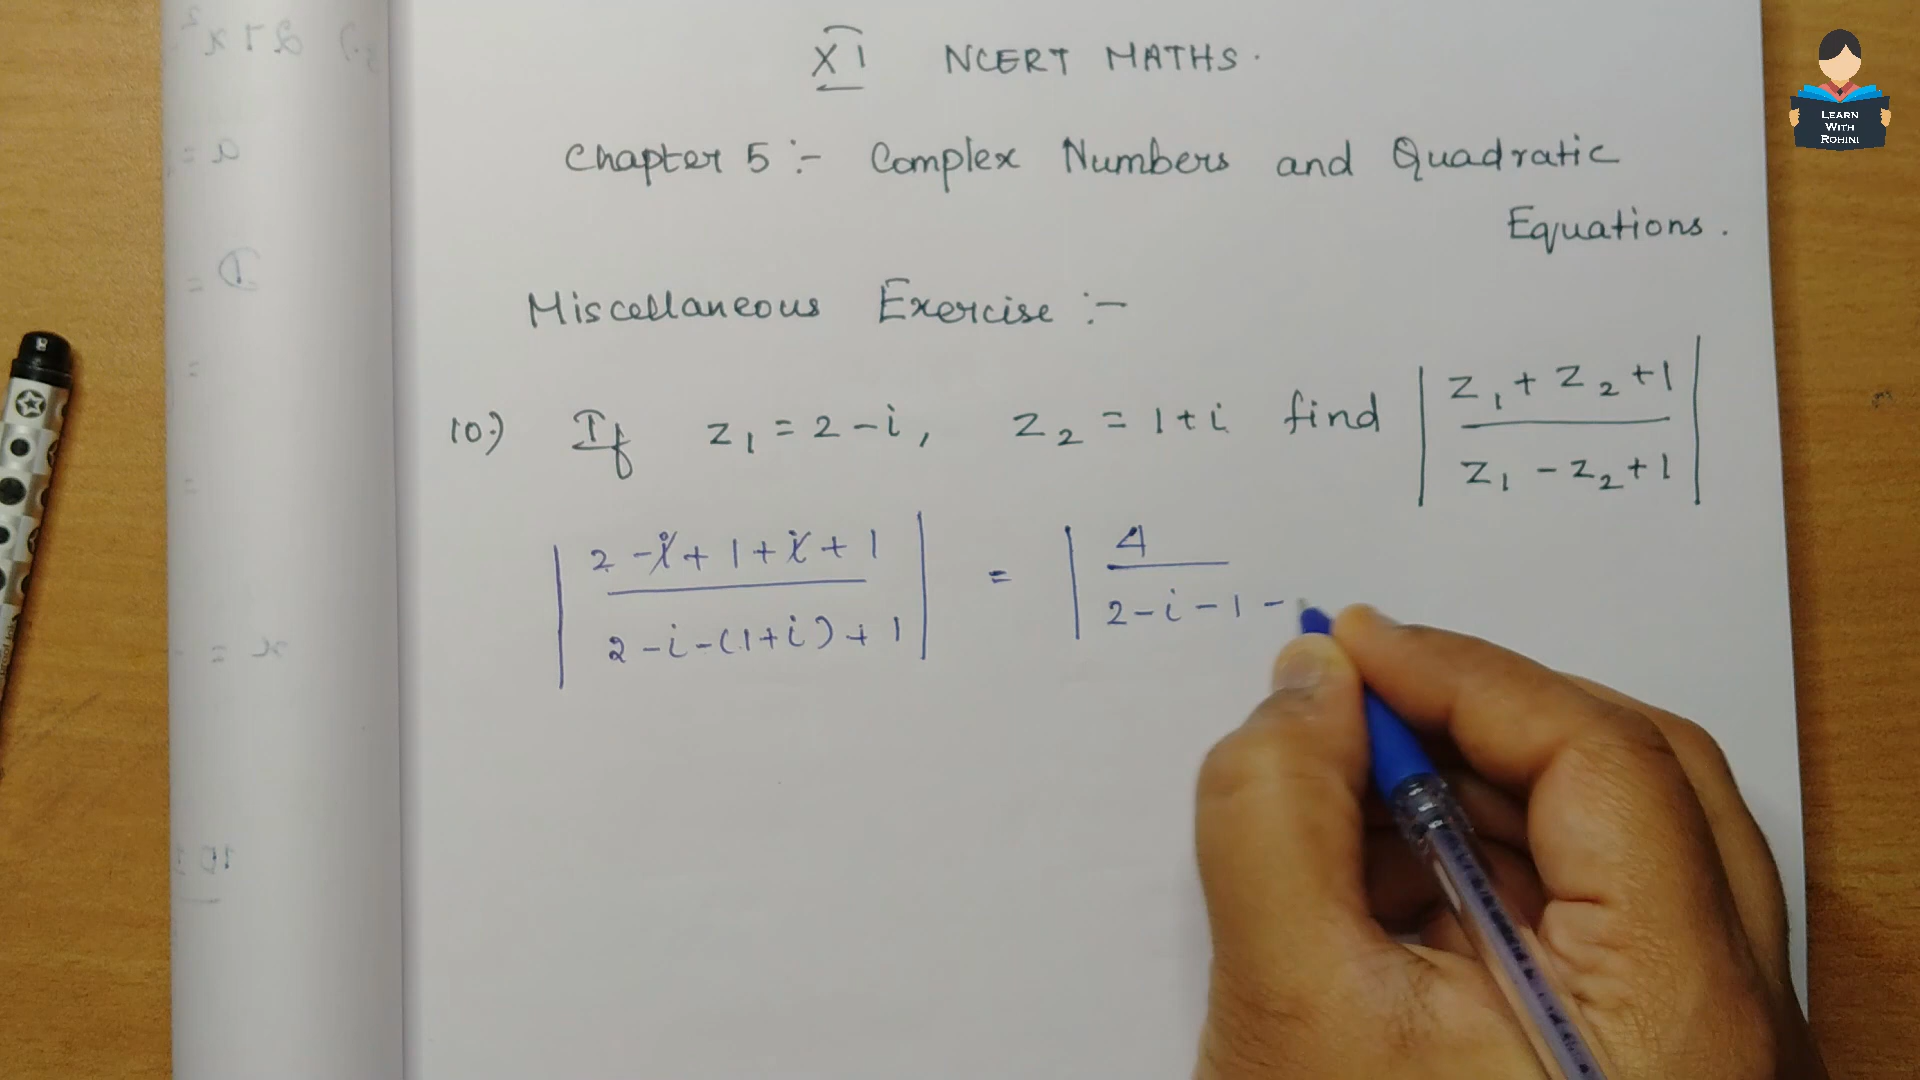 XI NCERT MATHS.
Chapter 5 :- Complex Numbers and Quadratic
Equations.
Miscellaneous Exercise :-
10.) If z₁ = 2 - i, z₂ = 1 + i find | (z₁ + z₂ + 1) / (z₁ - z₂ + 1) |
| (2 - i + 1 + i + 1) / (2 - i - (1 + i) + 1) | = | 4 / 2 - i - 1 -
LEARN
WITH
ROHINI